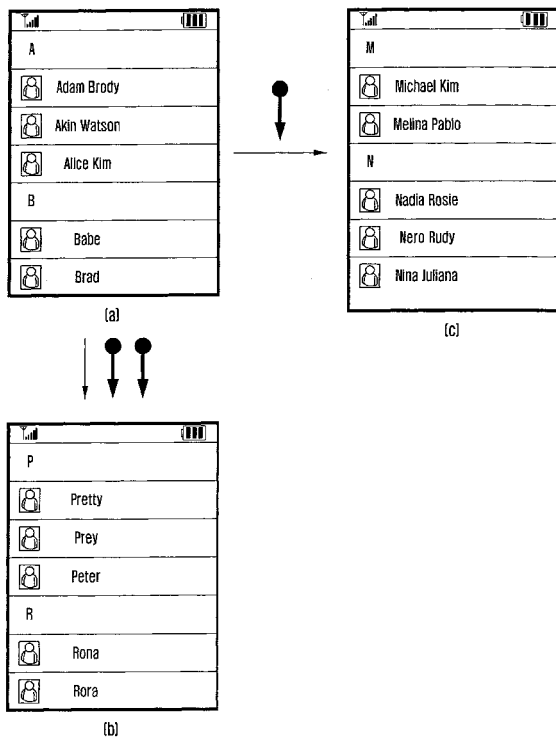 A
Adam Brody
Akin Watson
Alice Kim
B
Babe
Brad
(a)
M
Michael Kim
Melina Pablo
N
Nadia Rosie
Nero Rudy
Nina Juliana
(c)
P
Pretty
Prey
Peter
R
Rona
Rora
(b)